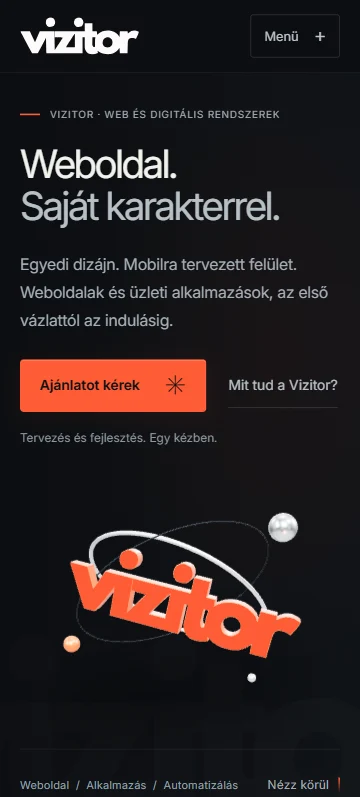 vizitor
Menü +
VIZITOR · WEB ÉS DIGITÁLIS RENDSZEREK
Weboldal.
Saját karakterrel.
Egyedi dizájn. Mobilra tervezett felület.
Weboldalak és üzleti alkalmazások, az első
vázlattól az indulásig.
Ajánlatot kérek
Mit tud a Vizitor?
Tervezés és fejlesztés. Egy kézben.
vizitor
Weboldal / Alkalmazás / Automatizálás
Nézz körül